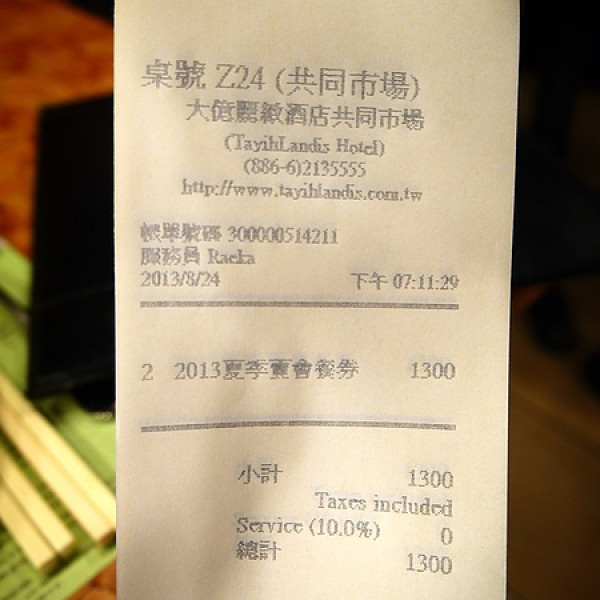 桌號 Z24 (共同市場)
大億麗緻酒店共同市場
(TayihLandis Hotel)
(886-6)2135555
http://www.tayihlandis.com.tw
帳單號碼 300000514211
服務員 Raeka
2013/8/24 下午 07:11:29
2 2013夏季賣會餐券 1300
小計 1300
Taxes included
Service (10.0%) 0
總計 1300